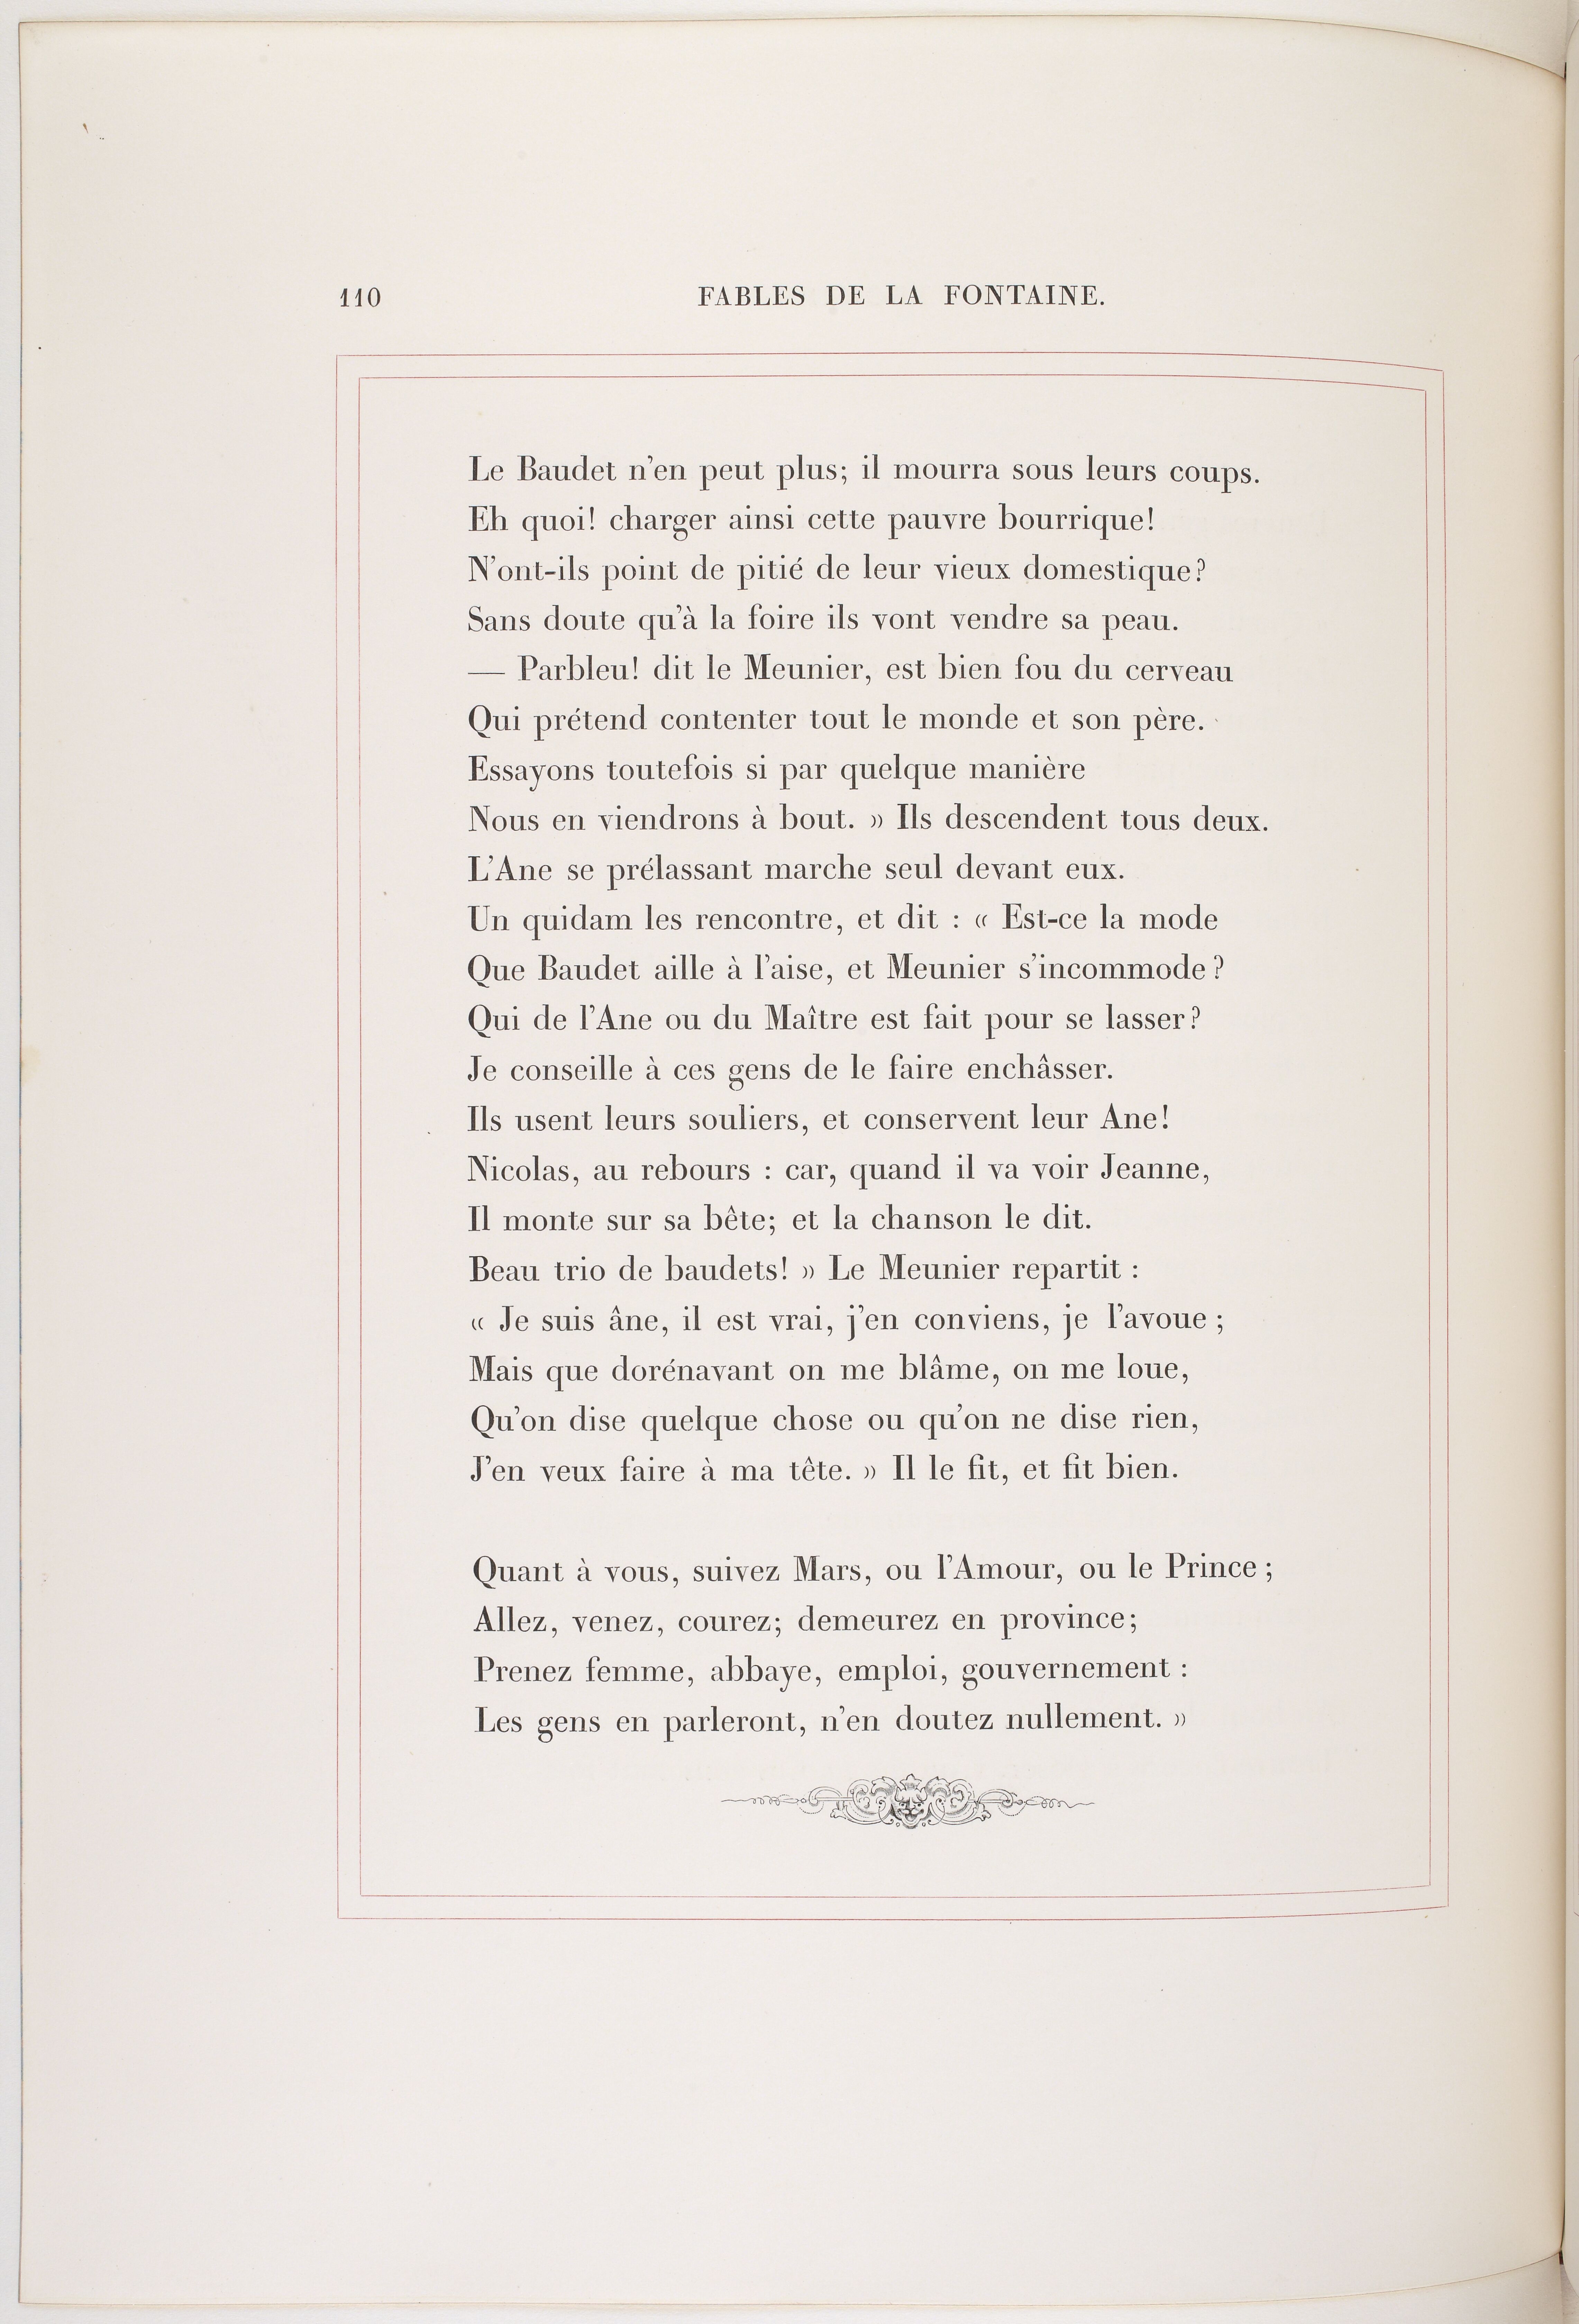 110
FABLES DE LA FONTAINE.
Le Baudet n'en peut plus; il mourra sous leurs coups.
Eh quoi! charger ainsi cette pauvre bourrique!
N'ont-ils point de pitié de leur vieux domestique?
Sans doute qu'à la foire ils vont vendre sa peau.
— Parbleu! dit le Meunier, est bien fou du cerveau
Qui prétend contenter tout le monde et son père.
Essayons toutefois si par quelque manière
Nous en viendrons à bout. » Ils descendent tous deux.
L'Ane se prélassant marche seul devant eux.
Un quidam les rencontre, et dit : « Est-ce la mode
Que Baudet aille à l'aise, et Meunier s'incommode?
Qui de l'Ane ou du Maître est fait pour se lasser?
Je conseille à ces gens de le faire enchâsser.
Ils usent leurs souliers, et conservent leur Ane!
Nicolas, au rebours : car, quand il va voir Jeanne,
Il monte sur sa bête; et la chanson le dit.
Beau trio de baudets! » Le Meunier repartit :
« Je suis âne, il est vrai, j'en conviens, je l'avoue ;
Mais que dorénavant on me blâme, on me loue,
Qu'on dise quelque chose ou qu'on ne dise rien,
J'en veux faire à ma tête. » Il le fit, et fit bien.
Quant à vous, suivez Mars, ou l'Amour, ou le Prince ;
Allez, venez, courez; demeurez en province;
Prenez femme, abbaye, emploi, gouvernement :
Les gens en parleront, n'en doutez nullement. »